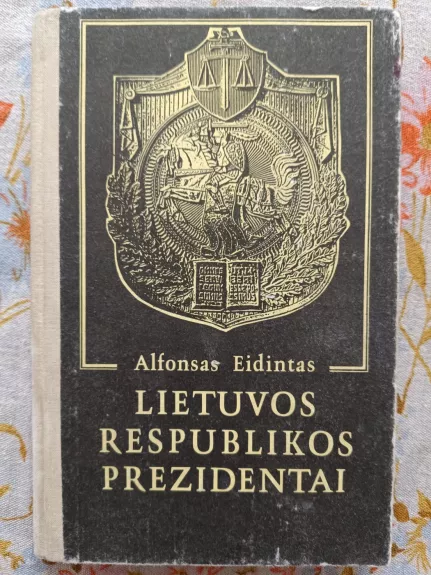 Alfonsas Eidintas
LIETUVOS
RESPUBLIKOS
PREZIDENTAI